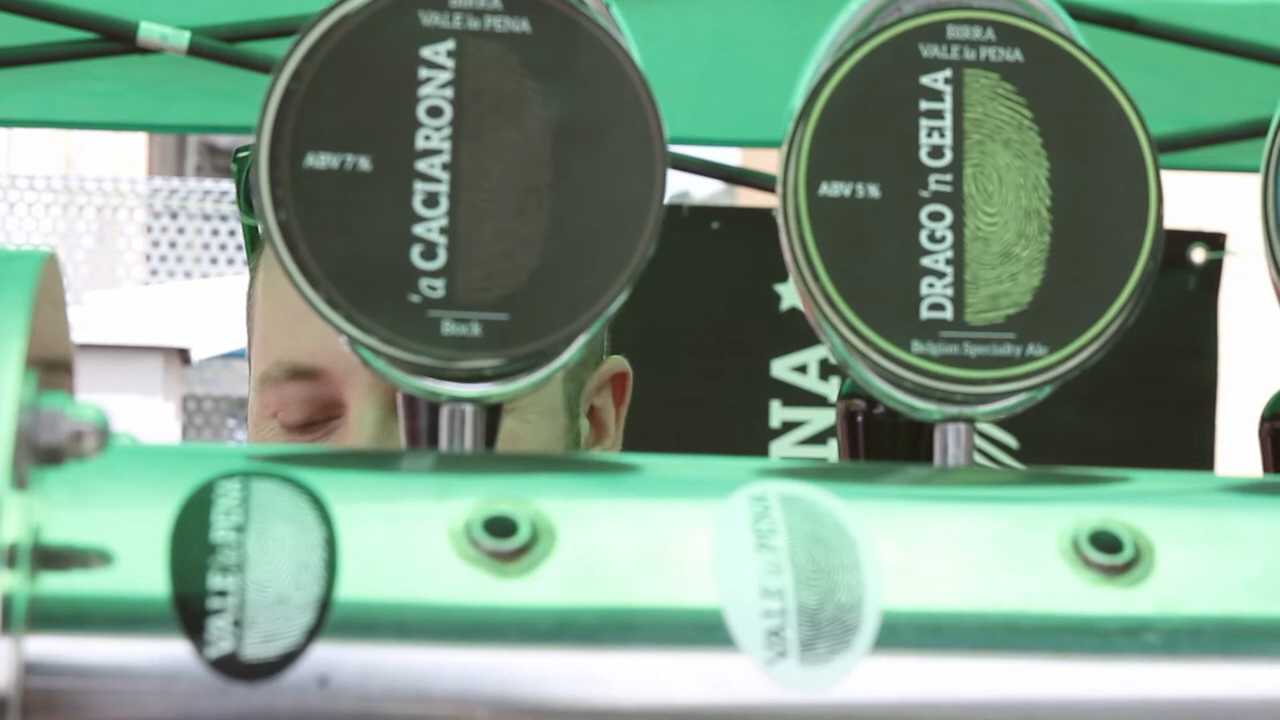 BIRRA
VALE la PENA
'a CACIARONA
ABV 7%
Bock
BIRRA
VALE la PENA
DRAGO 'n CELLA
ABV 5%
Belgian Specialty Ale
NA
VALE la PENA
VALE la PENA